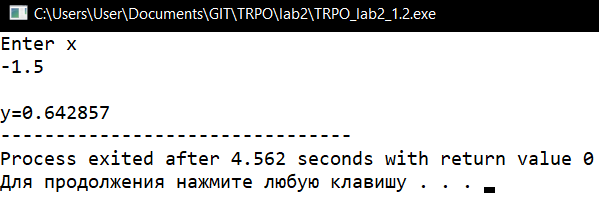 C:\Users\User\Documents\GIT\TRPO\lab2\TRPO_lab2_1.2.exe
Enter x
-1.5
y=0.642857
--------------------------------
Process exited after 4.562 seconds with return value 0
Для продолжения нажмите любую клавишу . . .